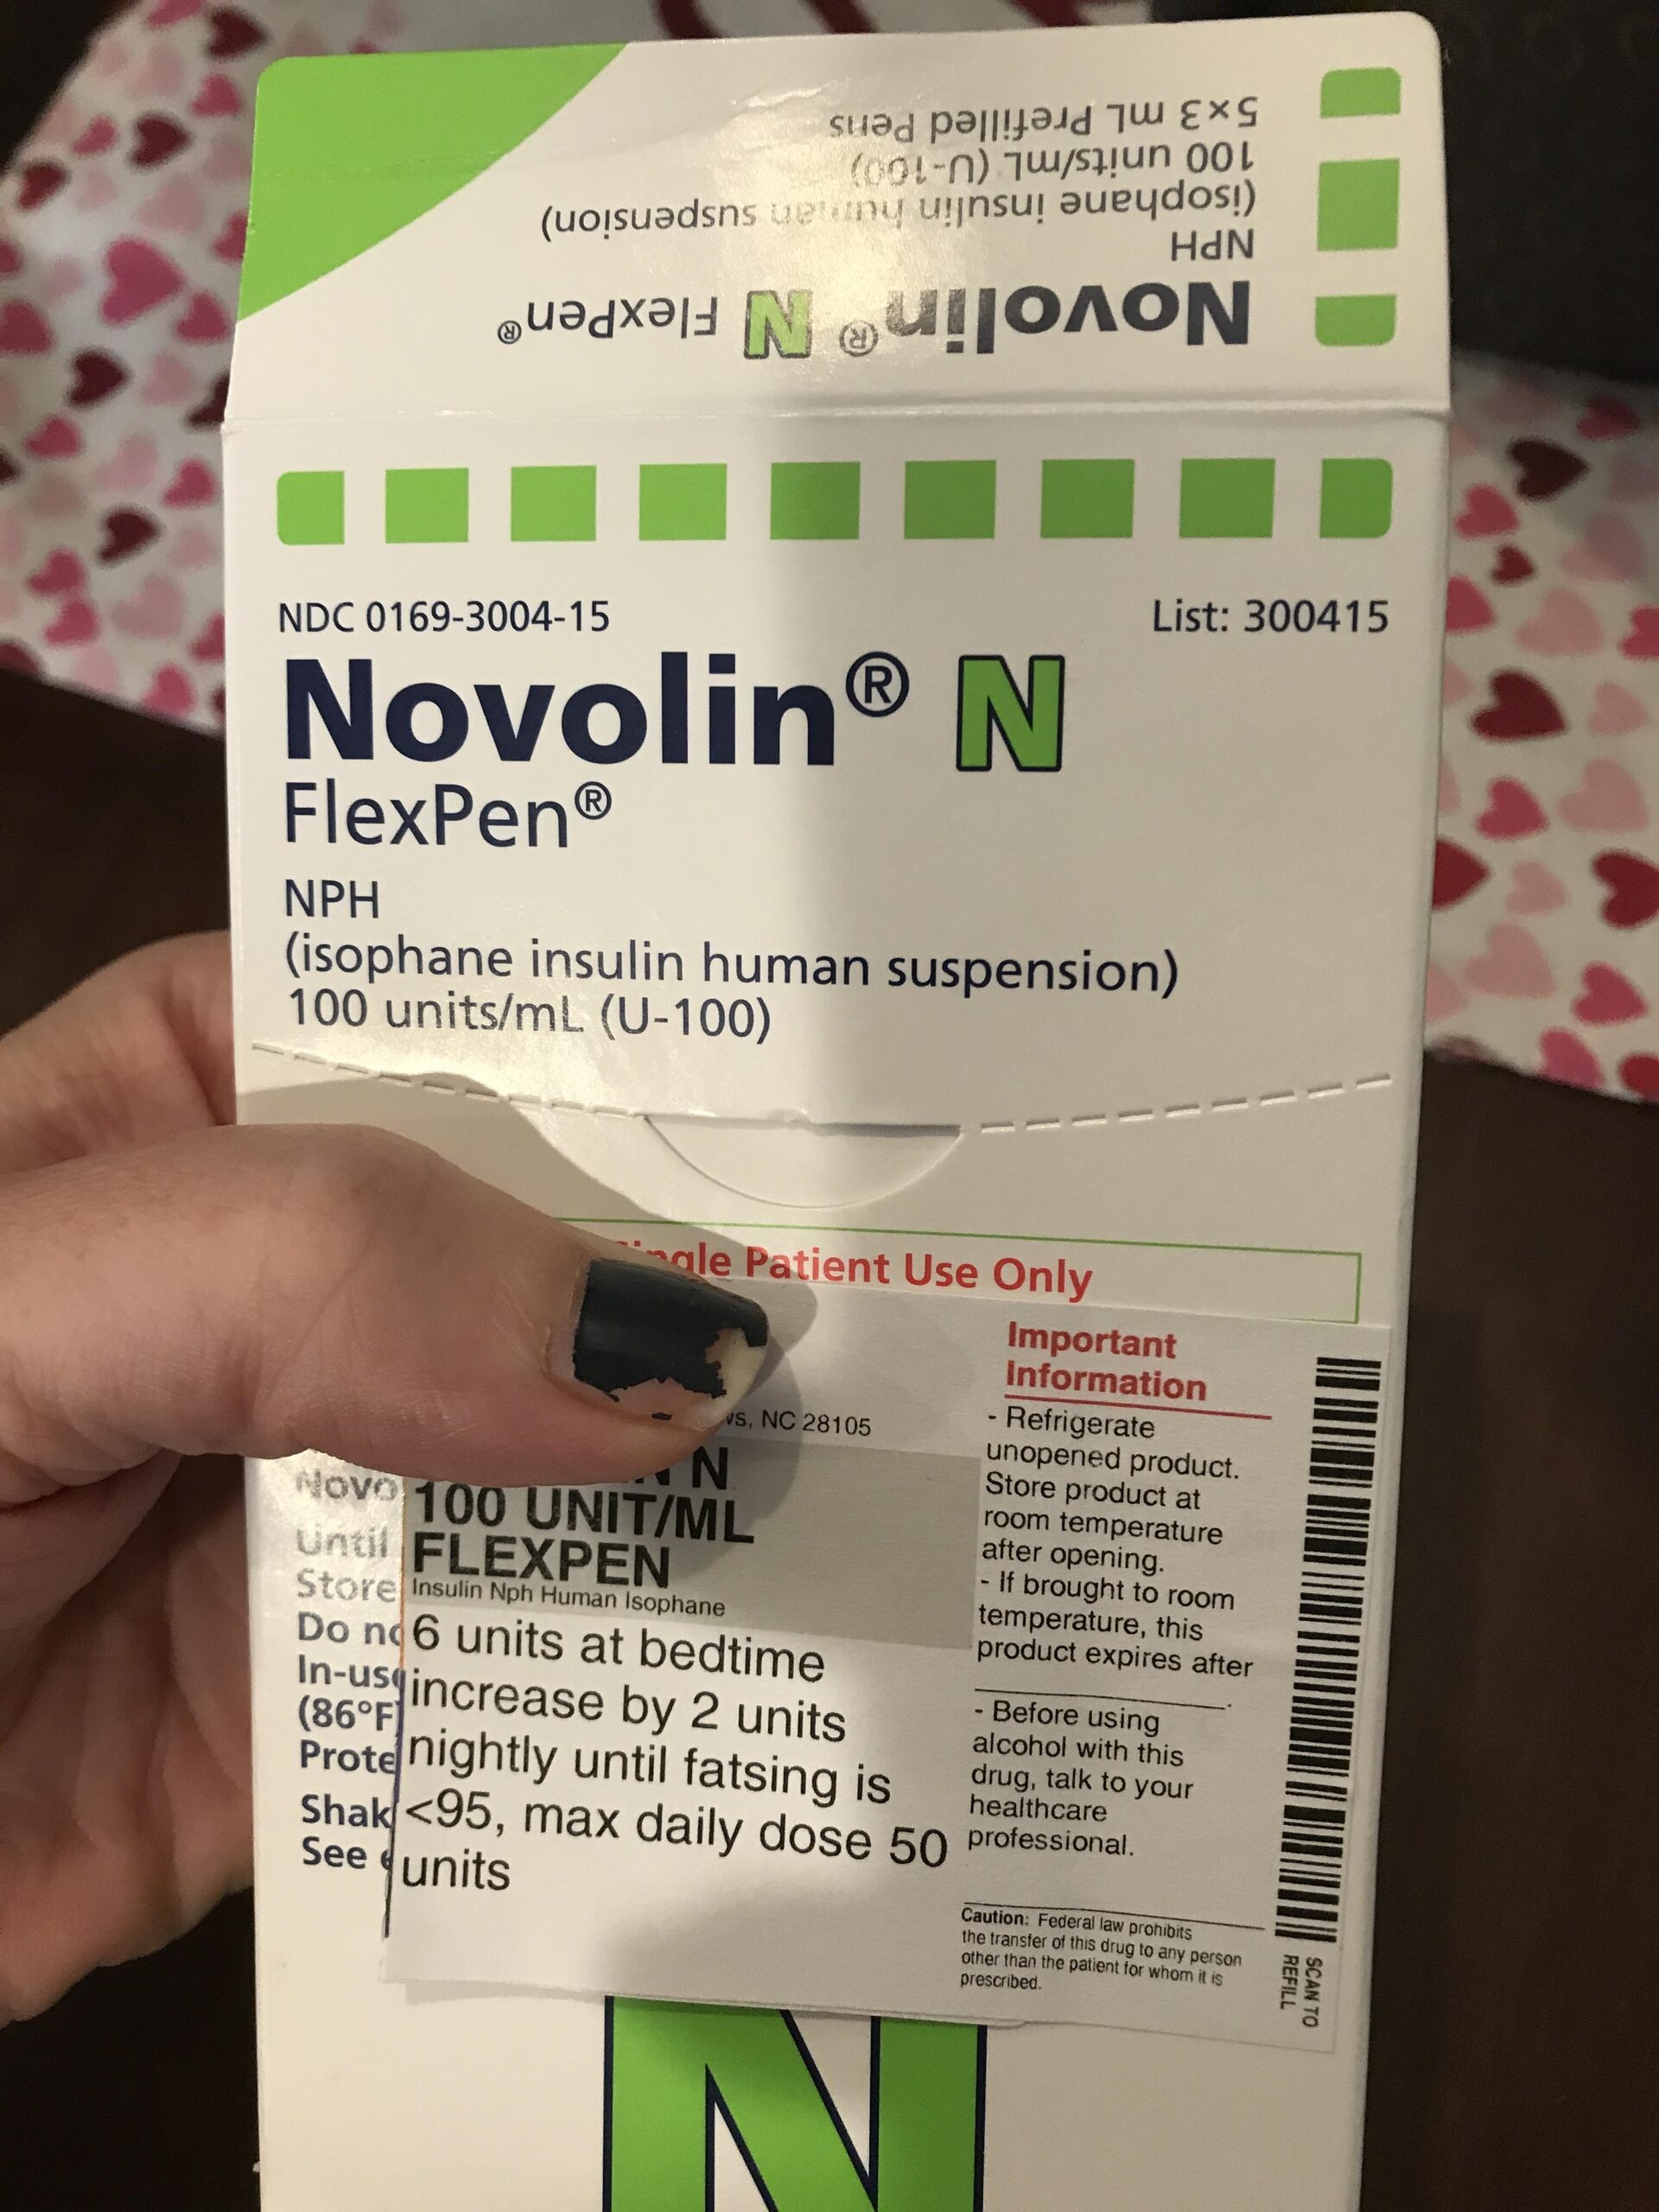 5×3 mL Prefilled Pens
100 units/mL (U-100)
(isophane insulin human suspension)
NPH
Novolin® N FlexPen®
NDC 0169-3004-15
List: 300415
Novolin® N
FlexPen®
NPH
(isophane insulin human suspension)
100 units/mL (U-100)
Patient Use Only
NC 28105
N
100 UNIT/ML
FLEXPEN
Insulin Nph Human Isophane
6 units at bedtime
increase by 2 units
nightly until fatsing is
<95, max daily dose 50
units
Important
Information
- Refrigerate
unopened product.
Store product at
room temperature
after opening.
- If brought to room
temperature, this
product expires after
.
- Before using
alcohol with this
drug, talk to your
healthcare
professional.
Caution: Federal law prohibits
the transfer of this drug to any person
other than the patient for whom it is
prescribed.
SCAN TO
REFILL
Until
Store
Do
(86°F
See
N